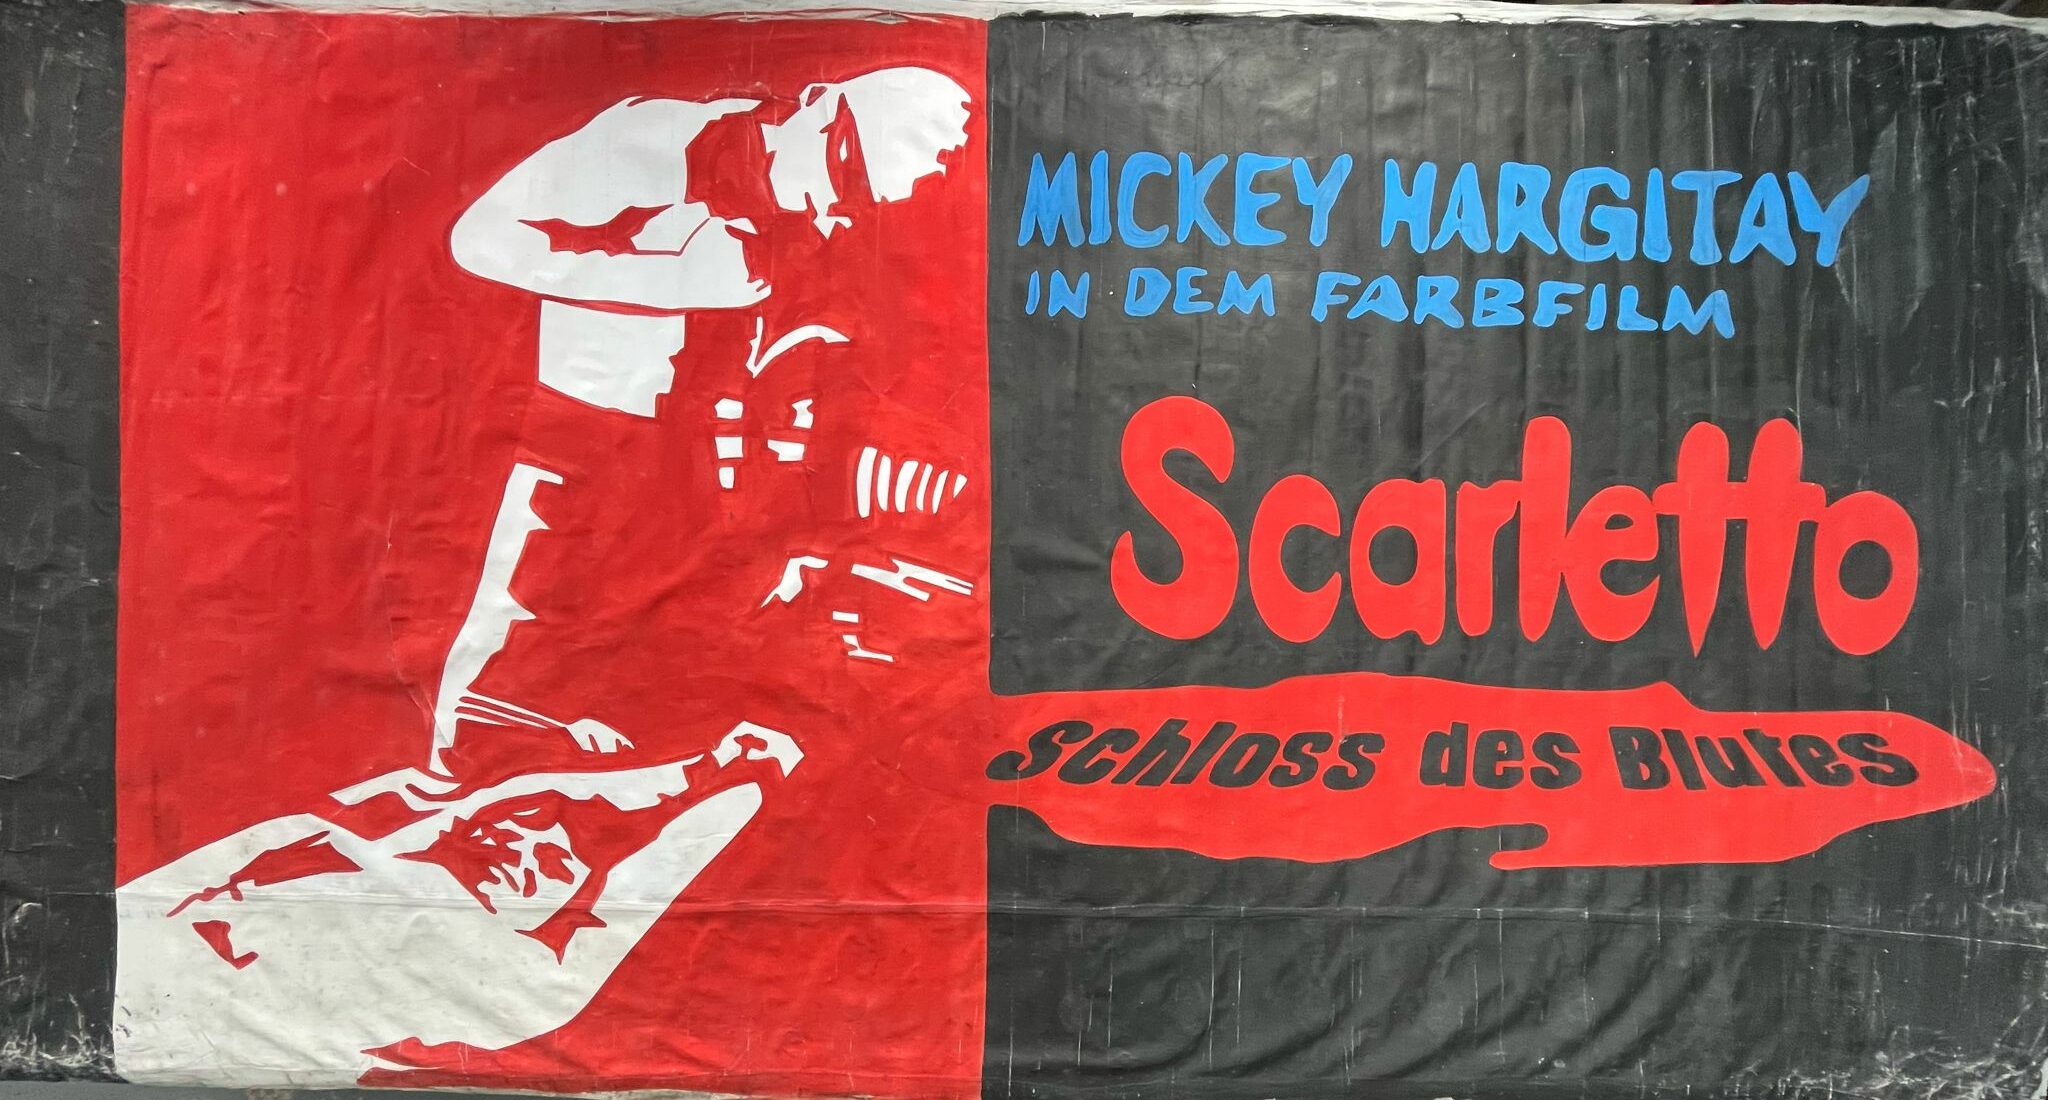 MICKEY HARGITAY
IN DEM FARBFILM
Scarletto
Schloss des Blutes